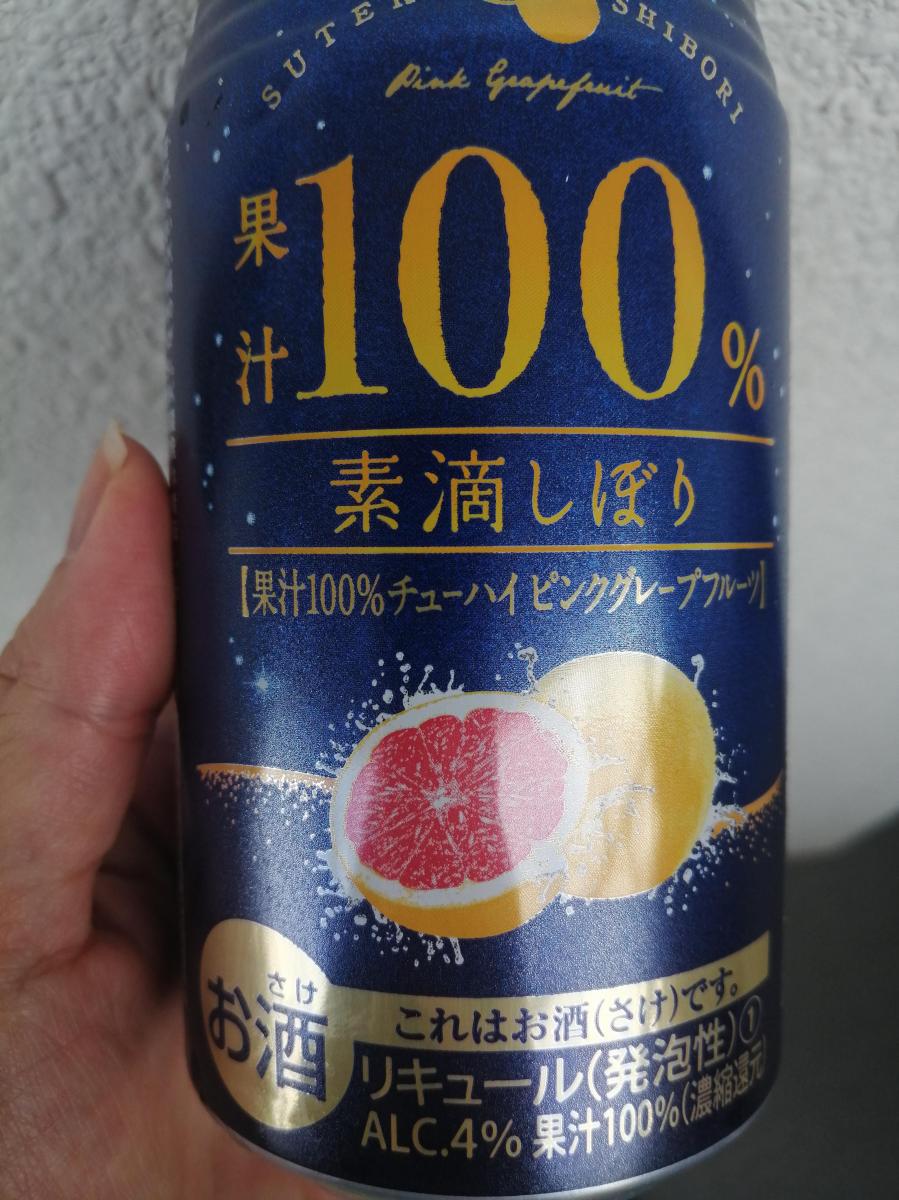 SUTEKI SHIBORI
Pink Grapefruit
果汁100%
素滴しぼり
【果汁100%チューハイ ピンクグレープフルーツ】
さけ
お酒
これはお酒(さけ)です。
リキュール(発泡性)①
ALC.4% 果汁100%(濃縮還元)